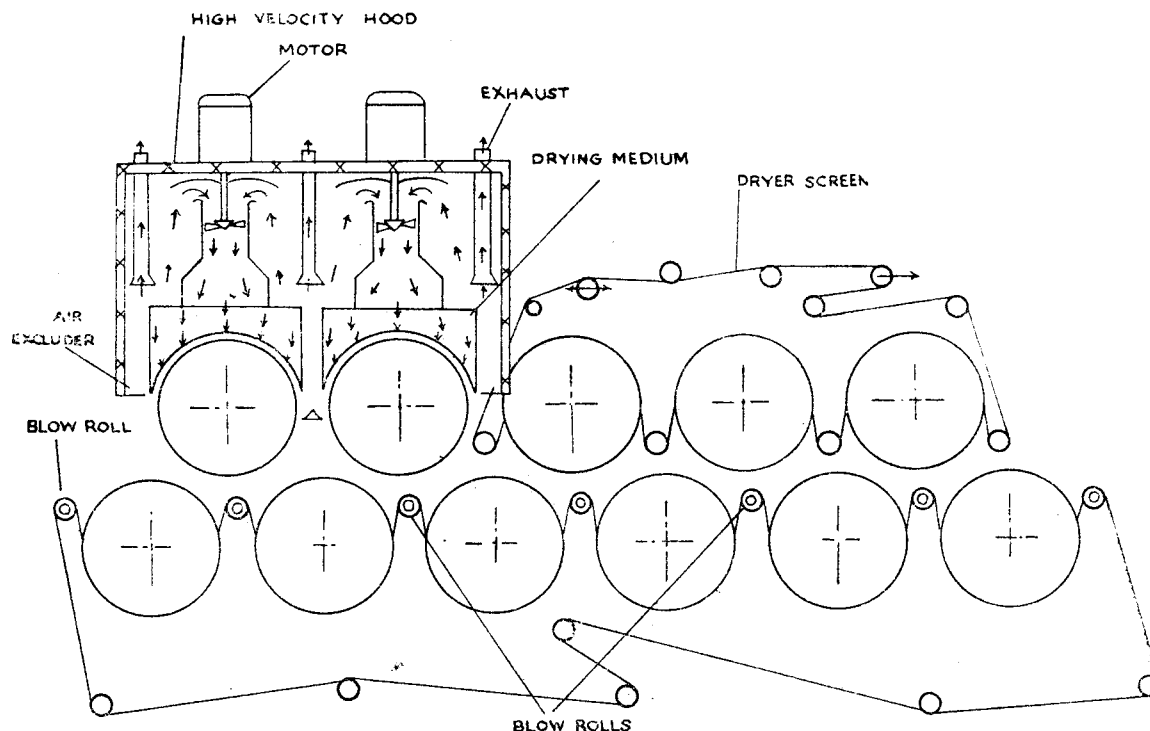 HIGH VELOCITY HOOD
MOTOR
EXHAUST
DRYING MEDIUM
DRYER SCREEN
AIR
EXCLUDER
BLOW ROLL
BLOW ROLLS